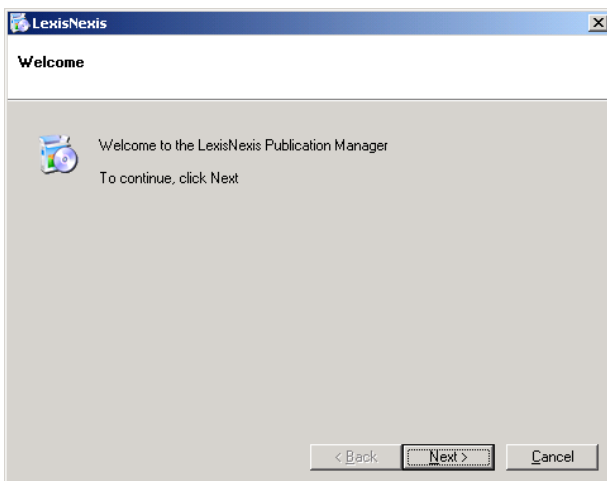 LexisNexis
Welcome
Welcome to the LexisNexis Publication Manager
To continue, click Next
< Back Next > Cancel